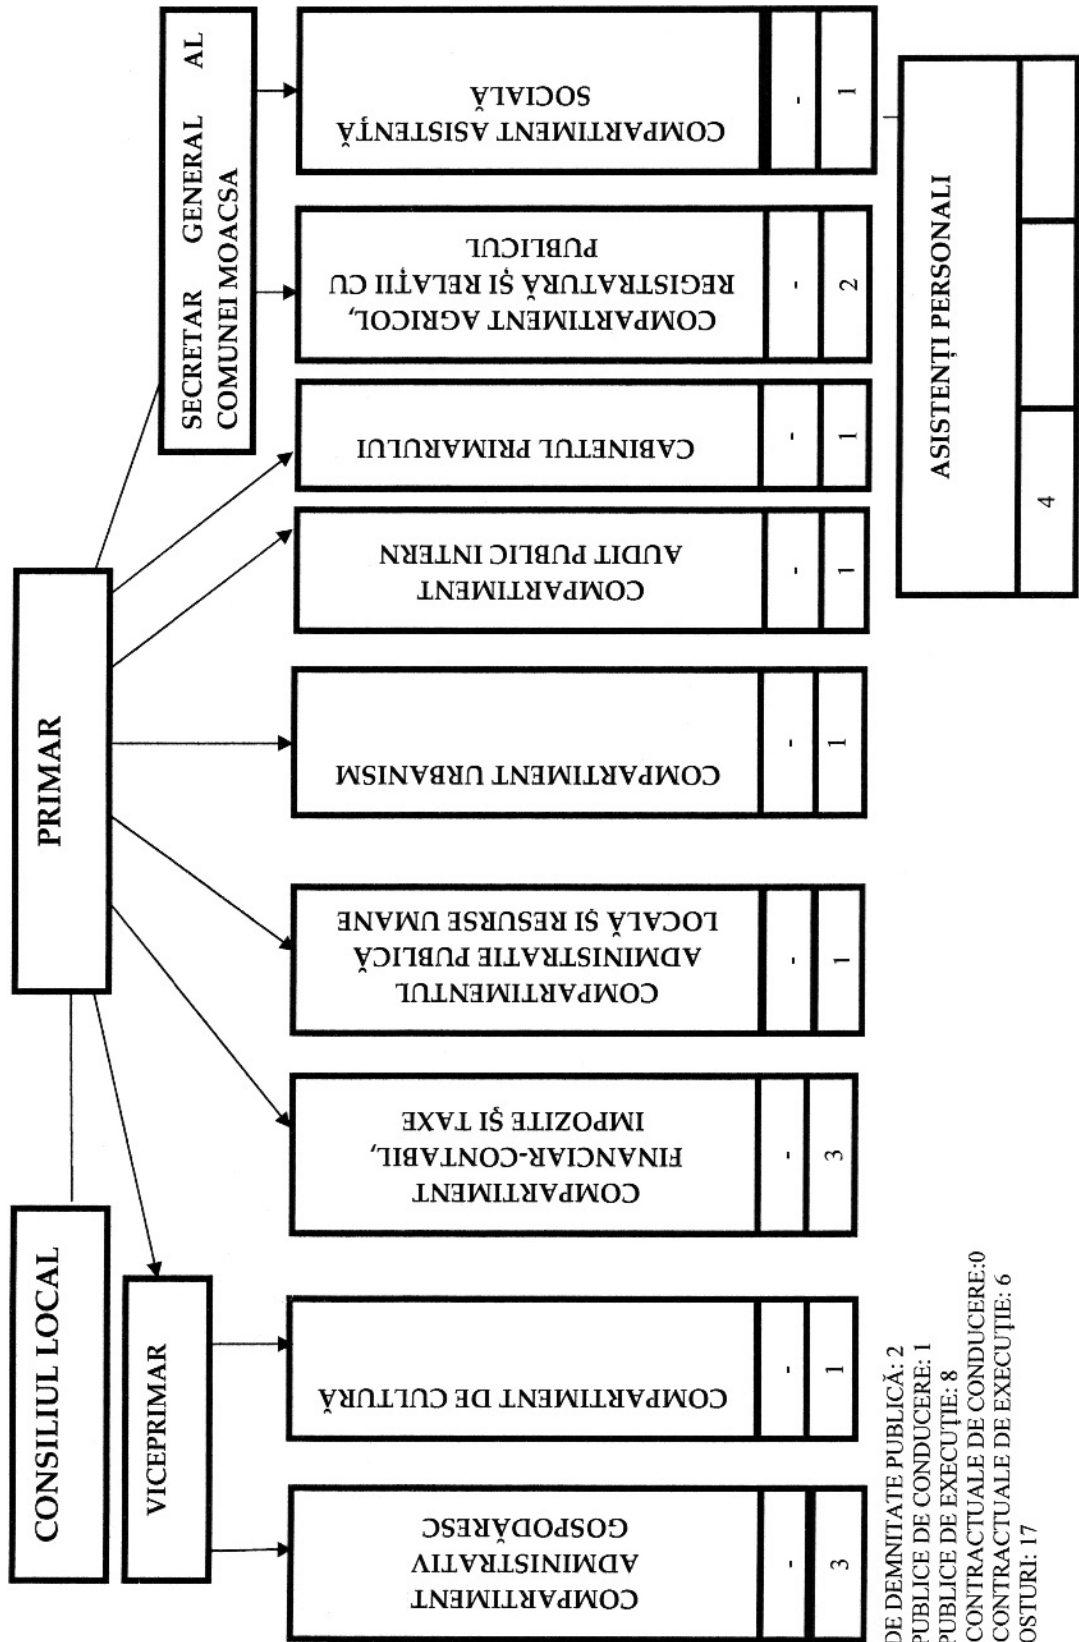 CONSILIUL LOCAL
PRIMAR
VICEPRIMAR
SECRETAR GENERAL AL
COMUNEI MOACSA
COMPARTIMENT
ADMINISTRATIV
GOSPODĂRESC
-
3
COMPARTIMENT DE CULTURĂ
-
1
COMPARTIMENT
FINANCIAR-CONTABIL,
IMPOZITE ȘI TAXE
-
3
COMPARTIMENTUL
ADMINISTRATIE PUBLICĂ
LOCALĂ ȘI RESURSE UMANE
-
1
COMPARTIMENT URBANISM
-
1
COMPARTIMENT
AUDIT PUBLIC INTERN
-
1
CABINETUL PRIMARULUI
-
1
COMPARTIMENT AGRICOL,
REGISTRATURĂ ȘI RELAȚII CU
PUBLICUL
-
2
COMPARTIMENT ASISTENȚĂ
SOCIALĂ
-
1
ASISTENȚI PERSONALI
4
DE DEMNITATE PUBLICĂ: 2
PUBLICE DE CONDUCERE: 1
PUBLICE DE EXECUȚIE: 8
CONTRACTUALE DE CONDUCERE:0
CONTRACTUALE DE EXECUȚIE: 6
OSTURI: 17